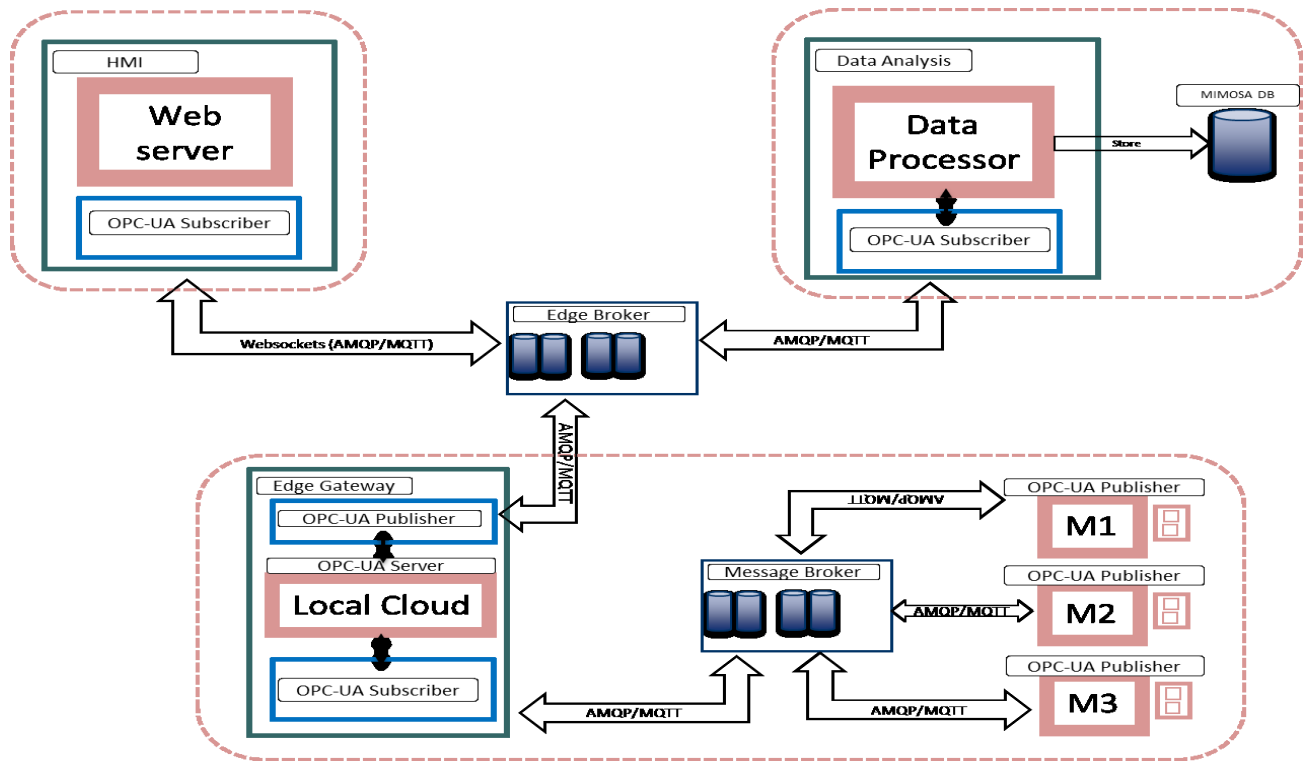 HMI
Web
server
OPC-UA Subscriber
Data Analysis
Data
Processor
OPC-UA Subscriber
Store
MIMOSA DB
Websockets (AMQP/MQTT)
Edge Broker
AMQP/MQTT
AMQP/MQTT
Edge Gateway
OPC-UA Publisher
OPC-UA Server
Local Cloud
OPC-UA Subscriber
AMQP/MQTT
Message Broker
AMQP/MQTT
AMQP/MQTT
AMQP/MQTT
OPC-UA Publisher
M1
OPC-UA Publisher
M2
OPC-UA Publisher
M3